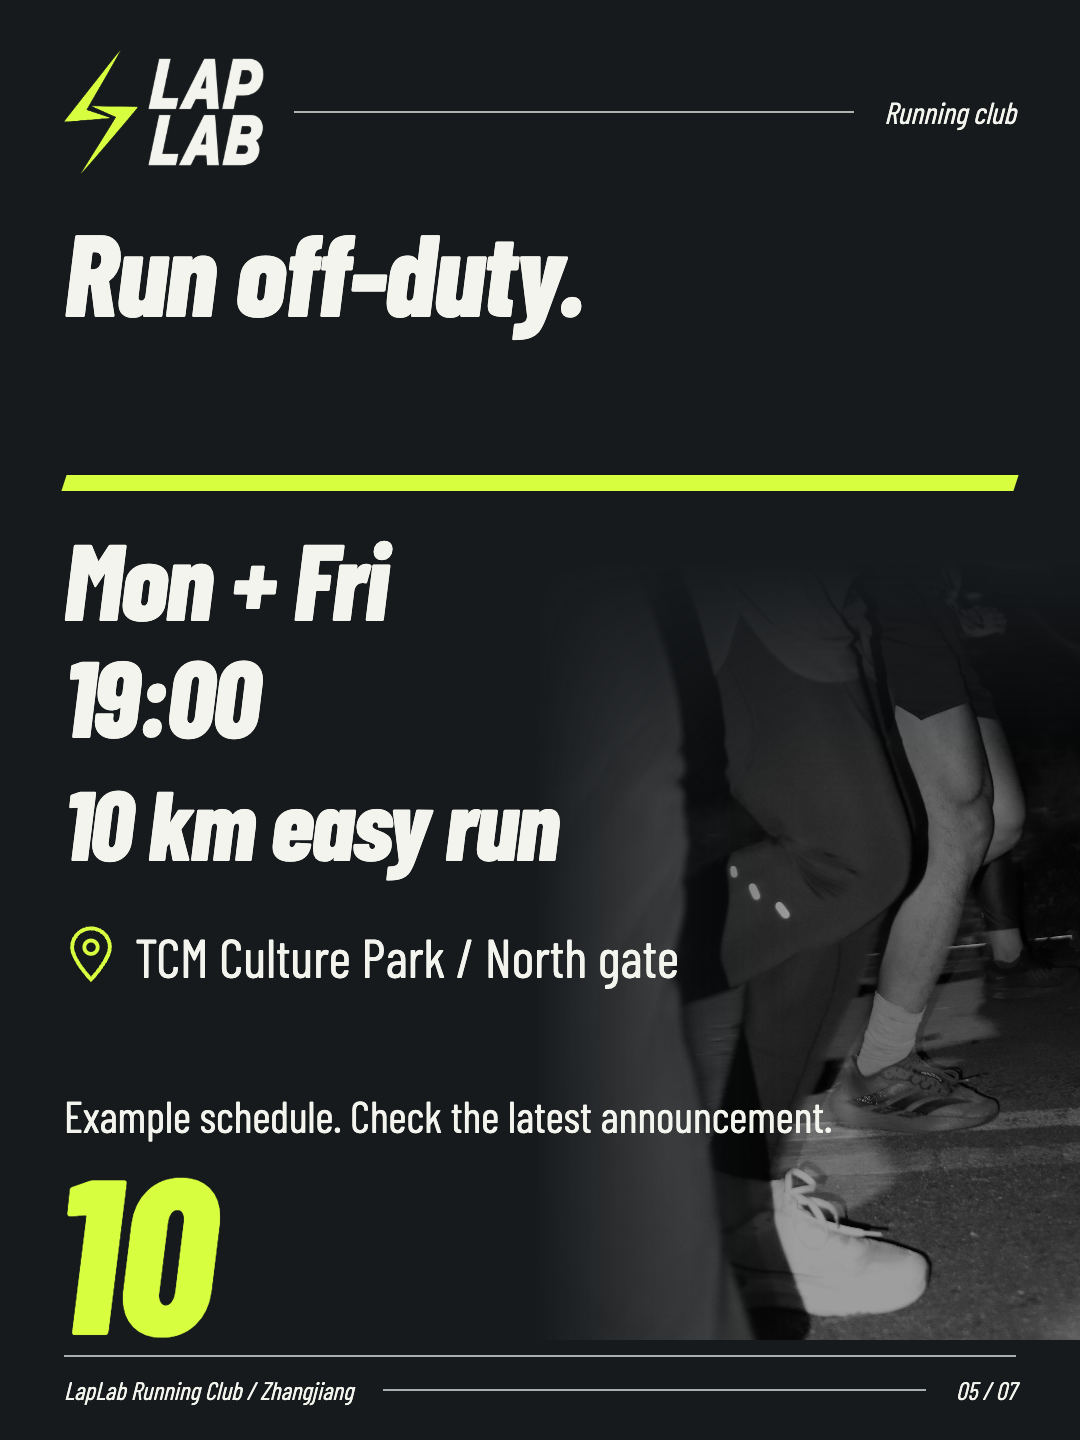 LAP
LAB
Running club
Run off-duty.
Mon + Fri
19:00
10 km easy run
TCM Culture Park / North gate
Example schedule. Check the latest announcement.
10
LapLab Running Club / Zhangjiang
05 / 07